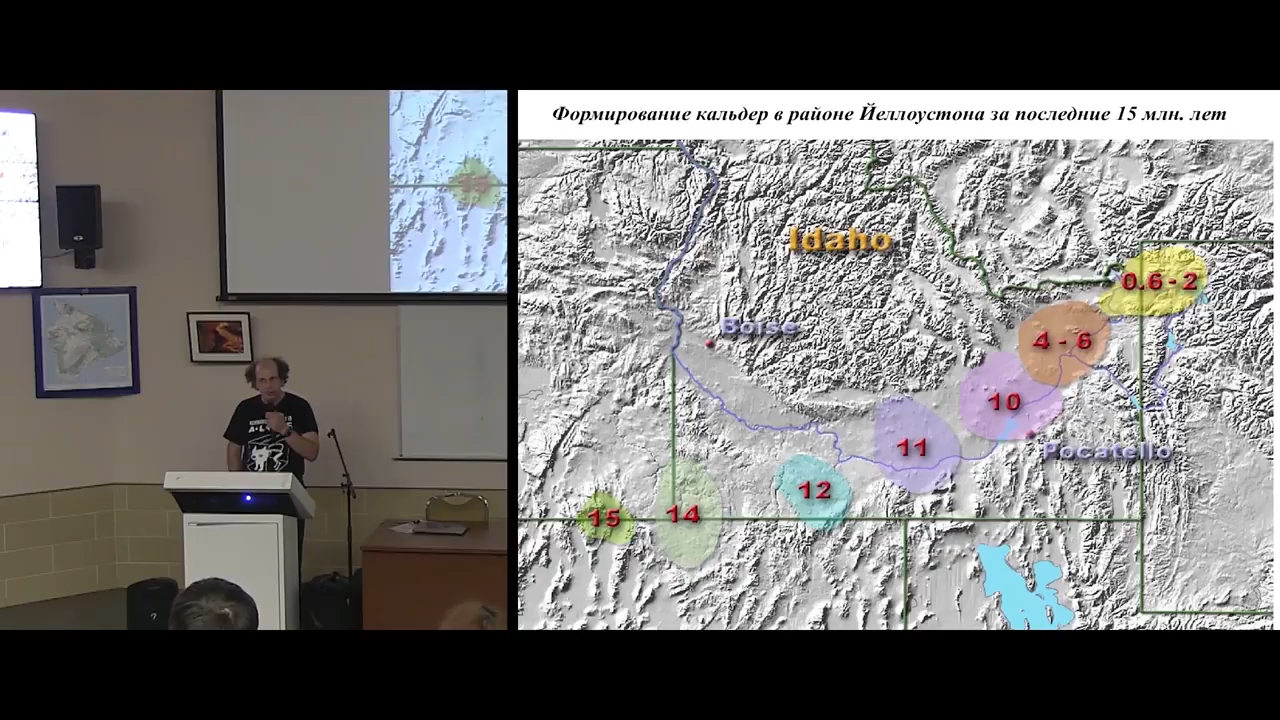 Формирование кальдер в районе Йеллоустона за последние 15 млн. лет
Idaho
0.6 - 2
Boise
4 - 6
10
11
Pocatello
12
15
14